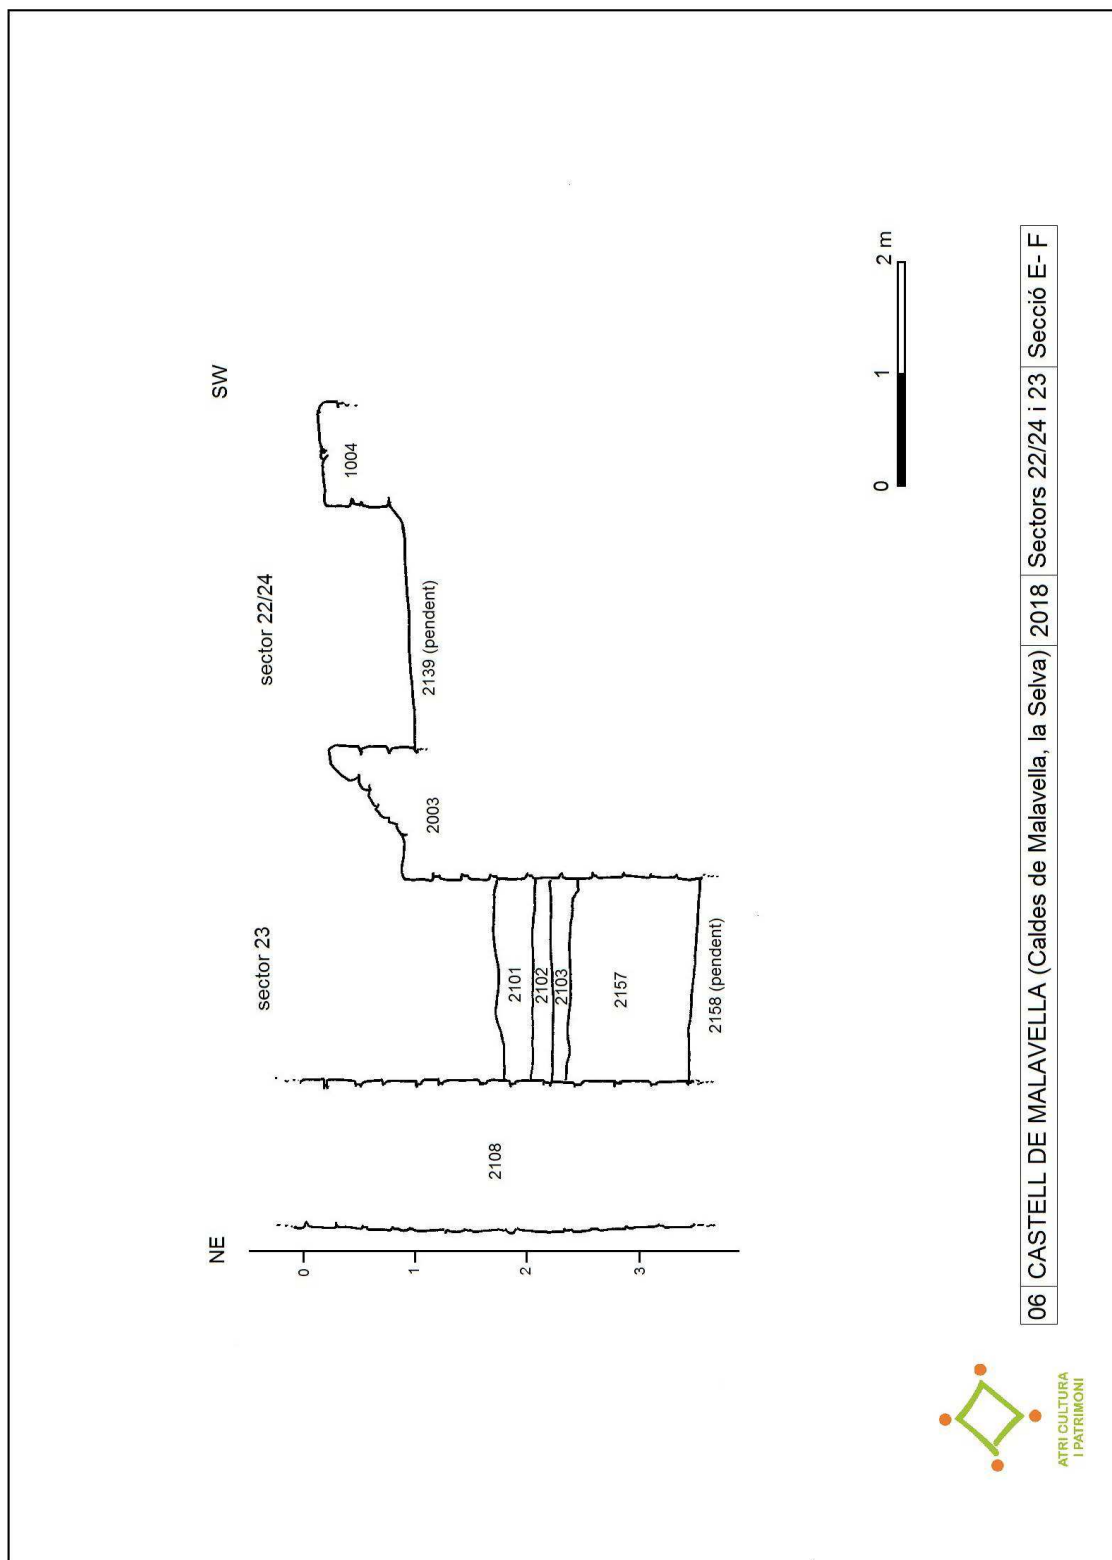 NE
SW
sector 23
sector 22/24
0
1
2
3
1004
2139 (pendent)
2003
2101
2102
2103
2157
2158 (pendent)
2108
0 1 2 m
06 CASTELL DE MALAVELLA (Caldes de Malavella, la Selva) 2018 Sectors 22/24 i 23 Secció E- F
ATRI CULTURA
I PATRIMONI